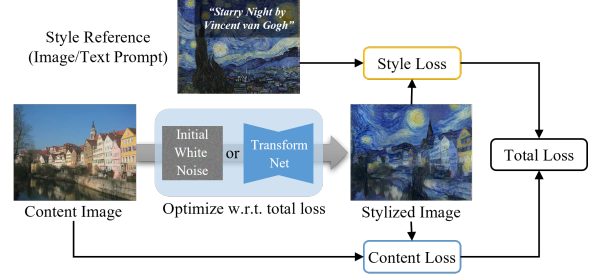 Style Reference
(Image/Text Prompt)
“Starry Night by
Vincent van Gogh”
Style Loss
Initial
White
Noise
or
Transform
Net
Total Loss
Content Image
Optimize w.r.t. total loss
Stylized Image
Content Loss